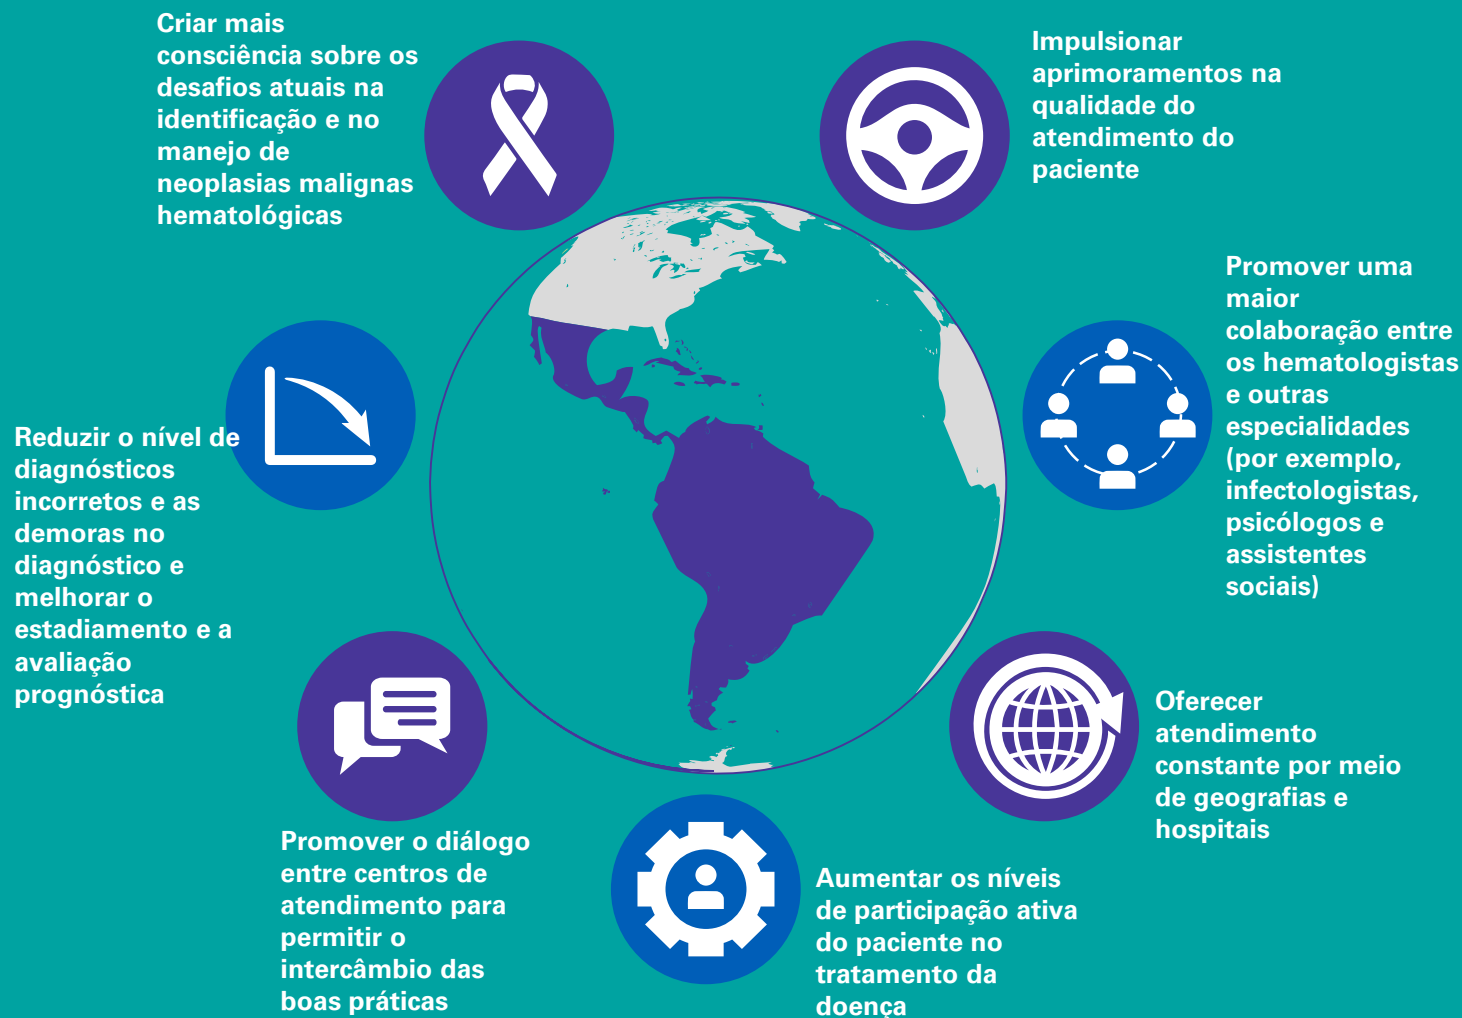 Criar mais
consciência sobre os
desafios atuais na
identificação e no
manejo de
neoplasias malignas
hematológicas
Impulsionar
aprimoramentos na
qualidade do
atendimento do
paciente
Promover uma
maior
colaboração entre
os hematologistas
e outras
especialidades
(por exemplo,
infectologistas,
psicólogos e
assistentes
sociais)
Reduzir o nível de
diagnósticos
incorretos e as
demoras no
diagnóstico e
melhorar o
estadiamento e a
avaliação
prognóstica
Oferecer
atendimento
constante por meio
de geografias e
hospitais
Promover o diálogo
entre centros de
atendimento para
permitir o
intercâmbio das
boas práticas
Aumentar os níveis
de participação ativa
do paciente no
tratamento da
doença